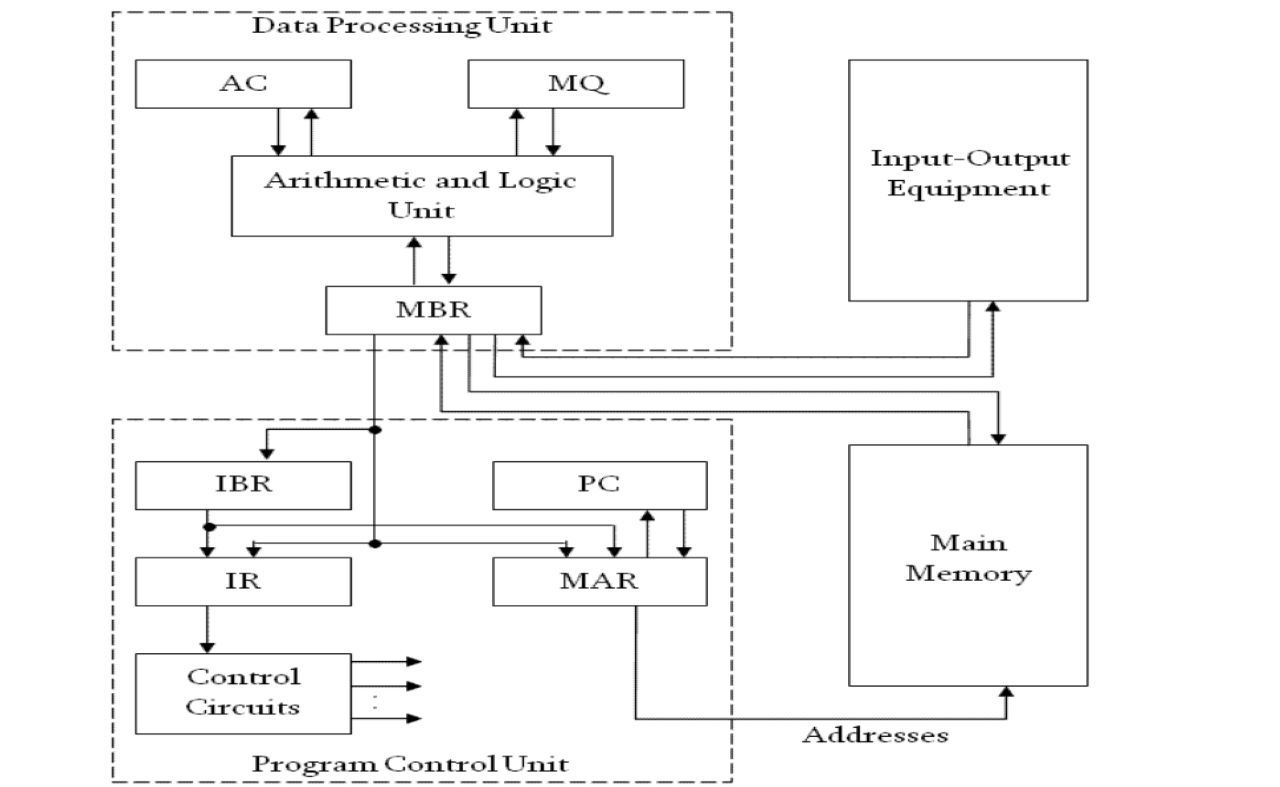 Data Processing Unit
AC
MQ
Arithmetic and Logic
Unit
MBR
Input-Output
Equipment
IBR
PC
IR
MAR
Control
Circuits
Program Control Unit
Main
Memory
Addresses